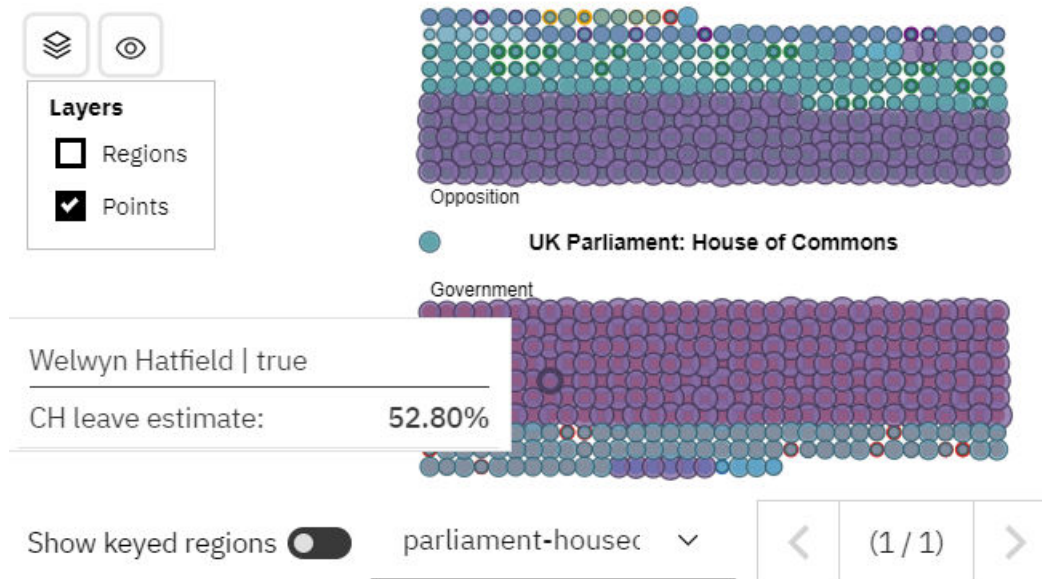 Layers
Regions
Points
Opposition
UK Parliament: House of Commons
Government
Welwyn Hatfield | true
CH leave estimate: 52.80%
Show keyed regions
parliament-housec
(1 / 1)